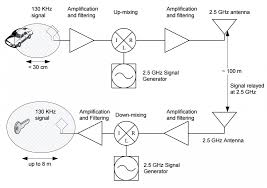 130 KHz
signal
Amplification
and filtering
Up-mixing
Amplification
and filtering
2.5 GHz antenna
I
R
L
< 30 cm
2.5 GHz Signal
Generator
~ 100 m
Signal relayed
at 2.5 GHz
130 KHz
signal
Amplification
and Filtering
Down-mixing
Amplification
and filtering
2.5 GHz Antenna
I
R
L
up to 8 m
2.5 GHz Signal
Generator